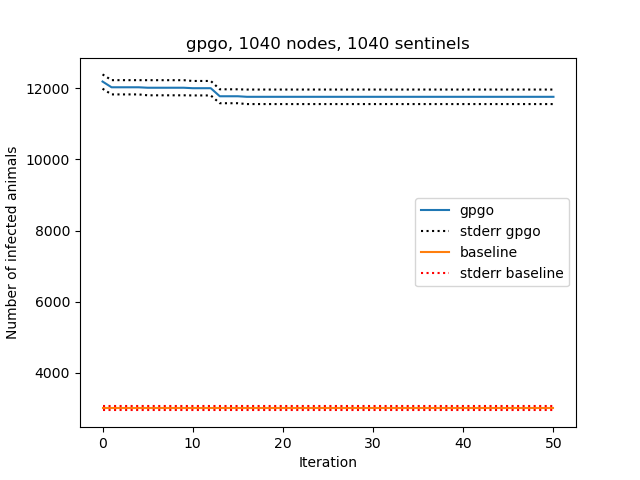 gpgo, 1040 nodes, 1040 sentinels
12000
10000
8000
6000
4000
Number of infected animals
gpgo
stderr gpgo
baseline
stderr baseline
0 10 20 30 40 50
Iteration